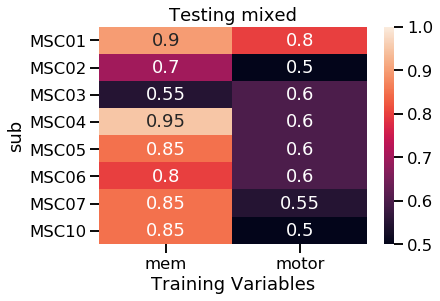 Testing mixed
sub
MSC01 0.9 0.8
MSC02 0.7 0.5
MSC03 0.55 0.6
MSC04 0.95 0.6
MSC05 0.85 0.6
MSC06 0.8 0.6
MSC07 0.85 0.55
MSC10 0.85 0.5
mem motor
Training Variables
1.0
0.9
0.8
0.7
0.6
0.5